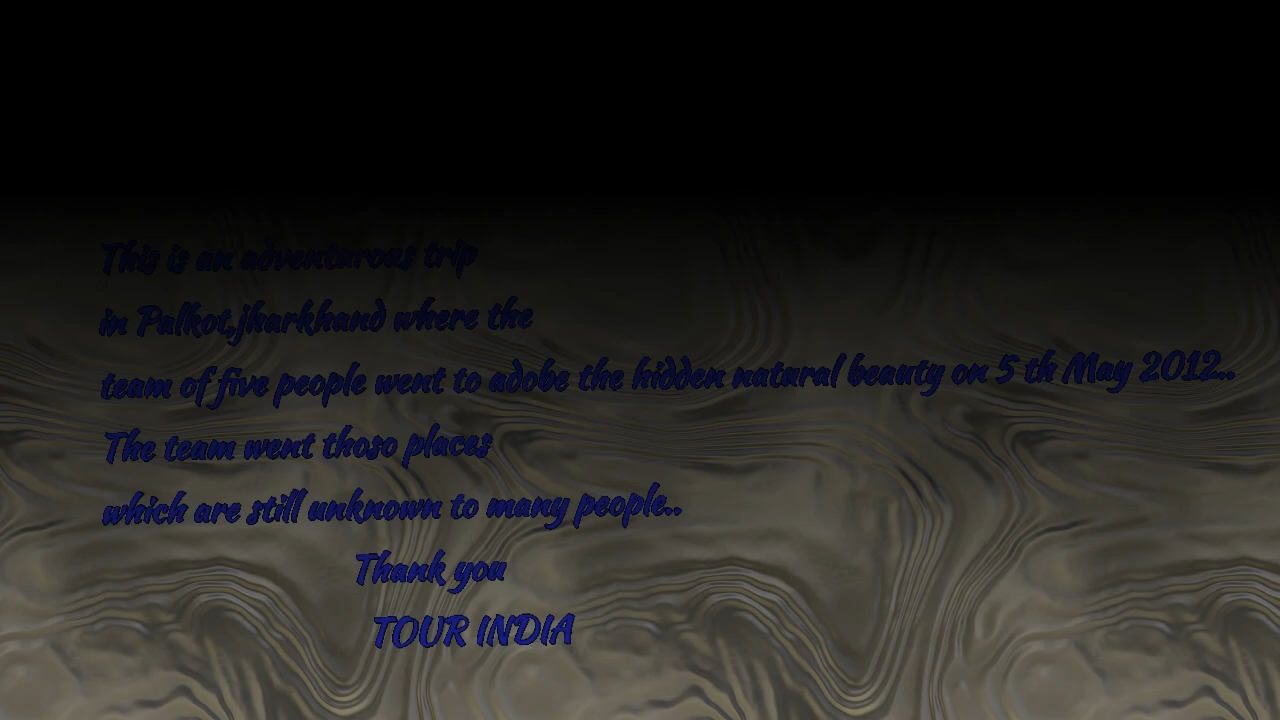 This is an adventurous trip
in Palkot,jharkhand where the
team of five people went to adobe the hidden natural beauty on 5 th May 2012..
The team went thoso places
which are still unknown to many people..
Thank you
TOUR INDIA